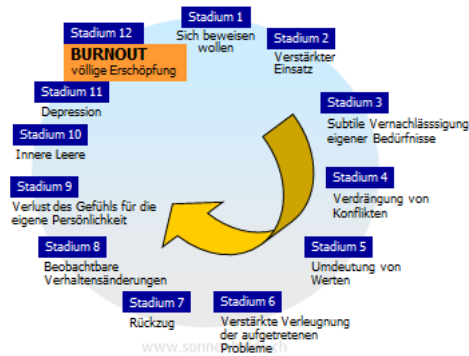 Stadium 1
Sich beweisen
wollen
Stadium 2
Verstärkter
Einsatz
Stadium 3
Subtile Vernachlässsigung
eigener Bedürfnisse
Stadium 4
Verdrängung von
Konflikten
Stadium 5
Umdeutung von
Werten
Stadium 6
Verstärkte Verleugnung
der aufgetretenen
Probleme
Stadium 7
Rückzug
Stadium 8
Beobachtbare
Verhaltensänderungen
Stadium 9
Verlust des Gefühls für die
eigene Persönlichkeit
Stadium 10
Innere Leere
Stadium 11
Depression
Stadium 12
BURNOUT
völlige Erschöpfung